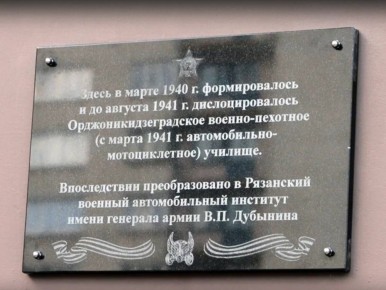 Здесь в марте 1940 г. формировалось
и до августа 1941 г. дислоцировалось
Орджоникидзеградское военно-пехотное
(с марта 1941 г. автомобильно-
мотоциклетное) училище.
Впоследствии преобразовано в Рязанский
военный автомобильный институт
имени генерала армии В.П. Дубынина